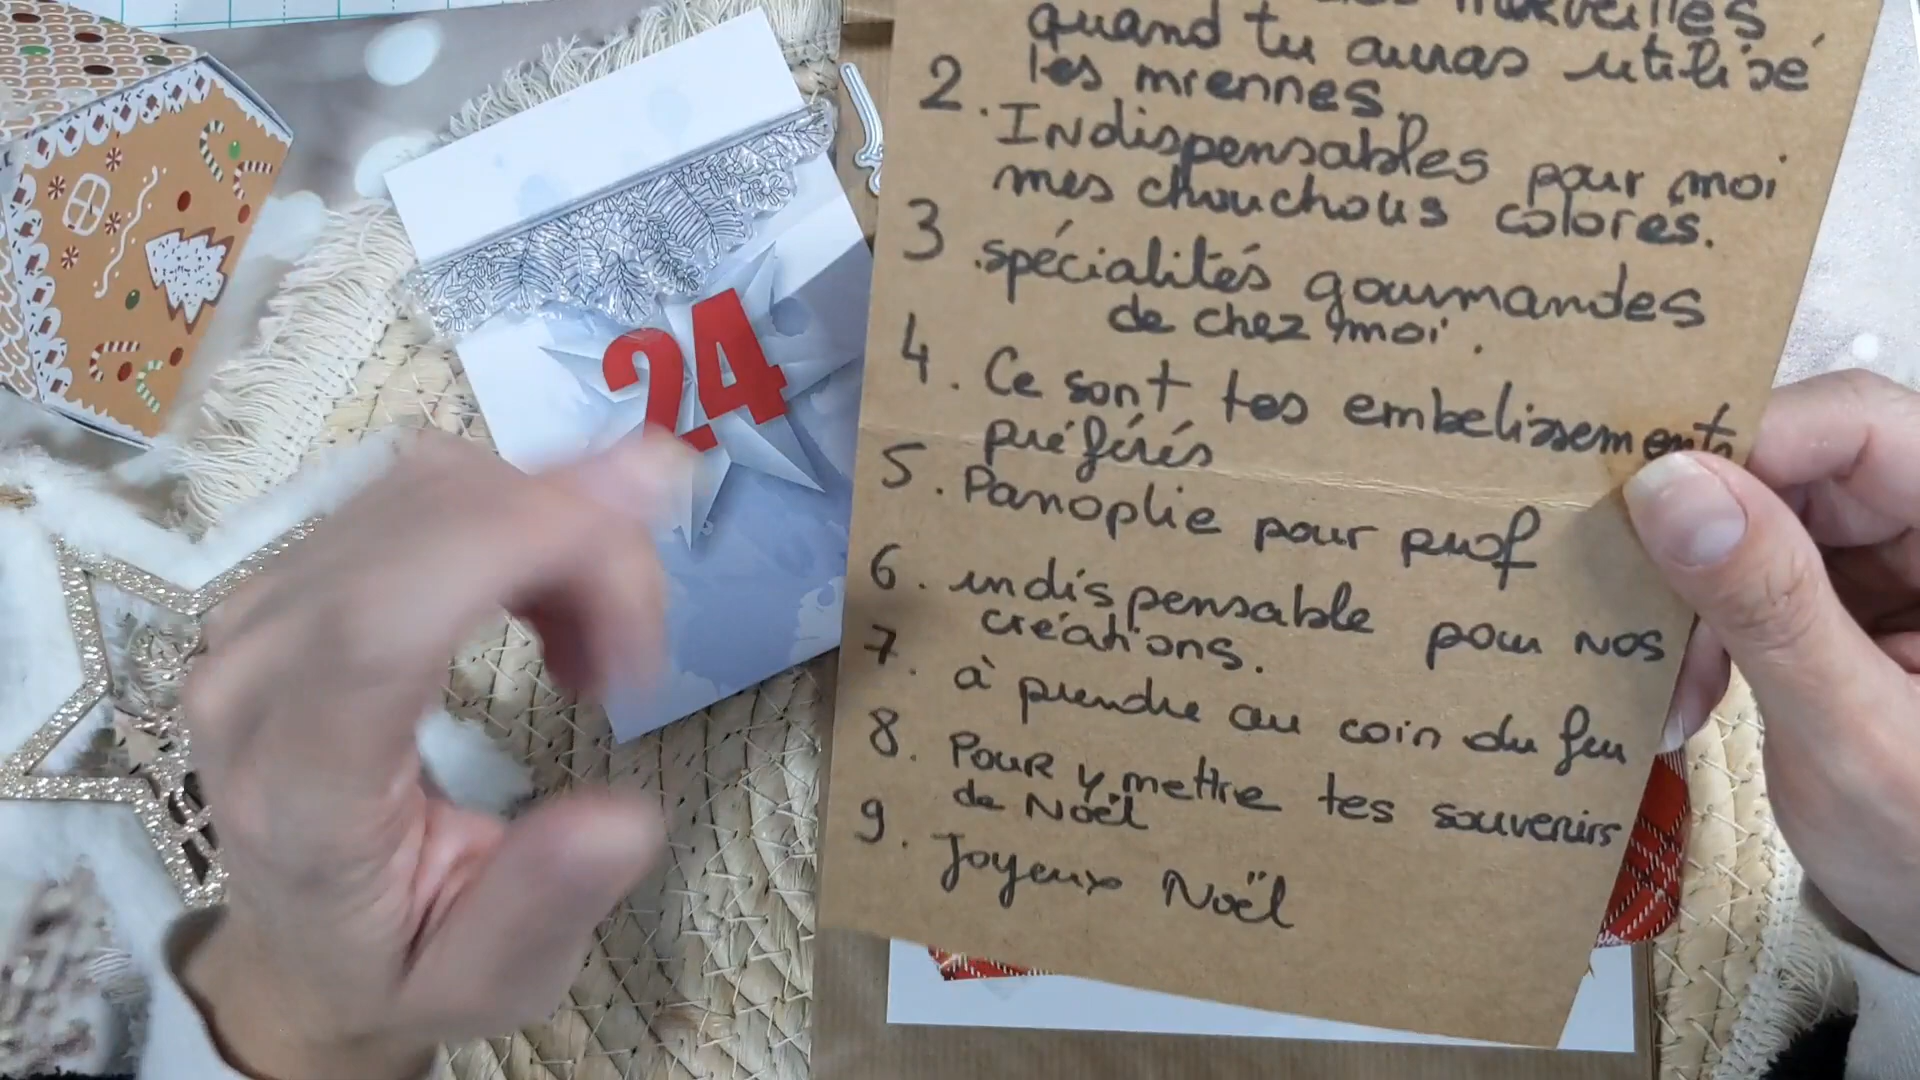 merveilles
quand tu auras utilisé
les miennes.
2. Indispensables pour moi
mes chouchous colorés.
3 .spécialités gourmandes
de chez moi.
4. Ce sont tes embelissements
préférés
5. Panoplie pour prof
6. indispensable pour nos
créations.
7. à prendre au coin du feu
8. Pour y mettre tes souvenirs
de Noël
9. Joyeux Noël
24